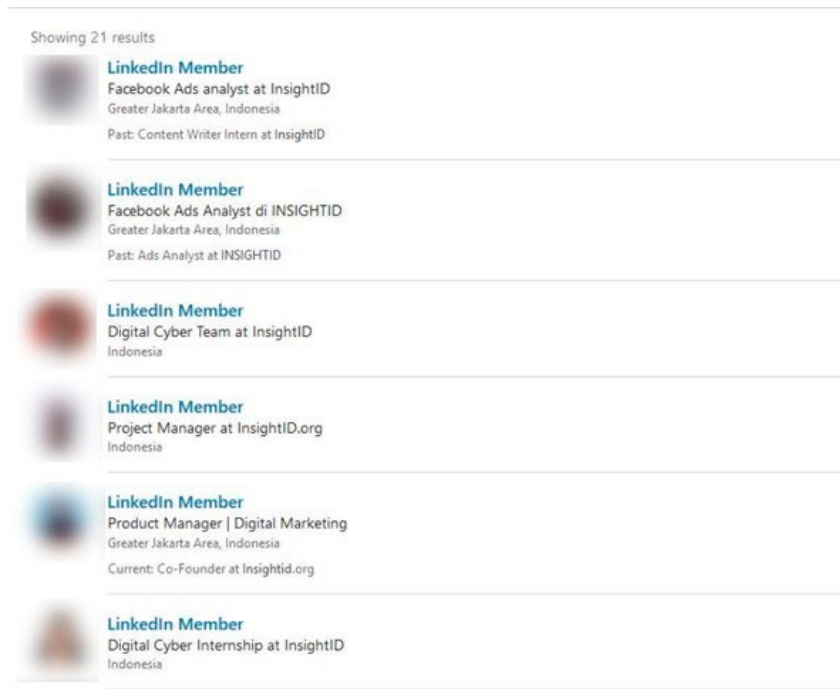 Showing 21 results
LinkedIn Member
Facebook Ads analyst at InsightID
Greater Jakarta Area, Indonesia
Past: Content Writer Intern at InsightID
LinkedIn Member
Facebook Ads Analyst di INSIGHTID
Greater Jakarta Area, Indonesia
Past: Ads Analyst at INSIGHTID
LinkedIn Member
Digital Cyber Team at InsightID
Indonesia
LinkedIn Member
Project Manager at InsightID.org
Indonesia
LinkedIn Member
Product Manager | Digital Marketing
Greater Jakarta Area, Indonesia
Current: Co-Founder at Insightid.org
LinkedIn Member
Digital Cyber Internship at InsightID
Indonesia